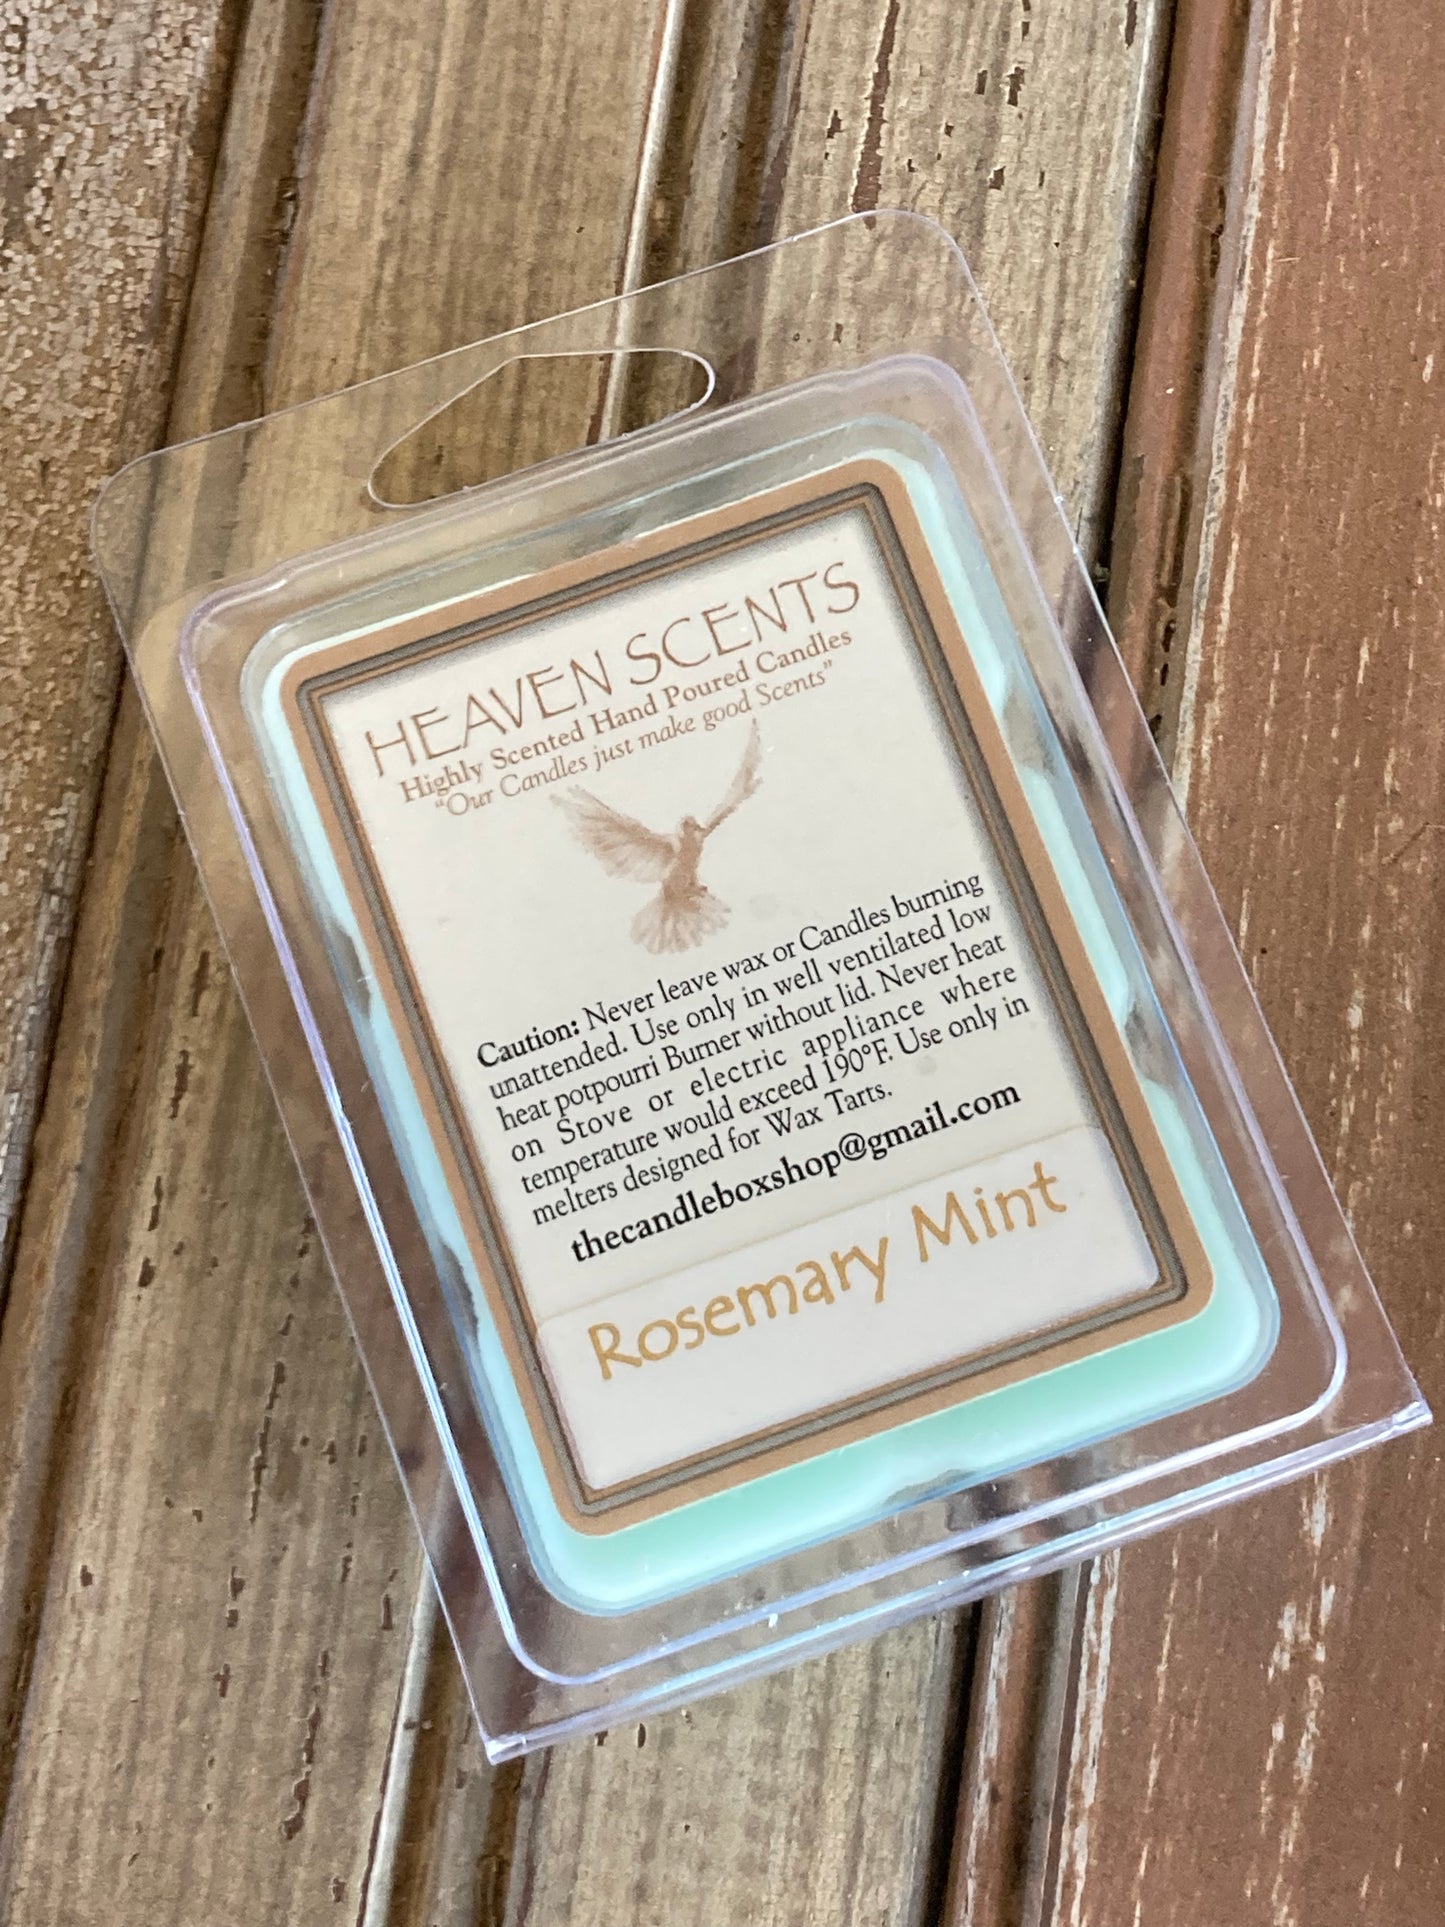 HEAVEN SCENTS
Highly Scented Hand Poured Candles
“Our Candles just make good Scents”
Caution: Never leave wax or Candles burning
unattended. Use only in well ventilated low
heat potpourri Burner without lid. Never heat
on Stove or electric appliance where
temperature would exceed 190°F. Use only in
melters designed for Wax Tarts.
thecandleboxshop@gmail.com
Rosemary Mint